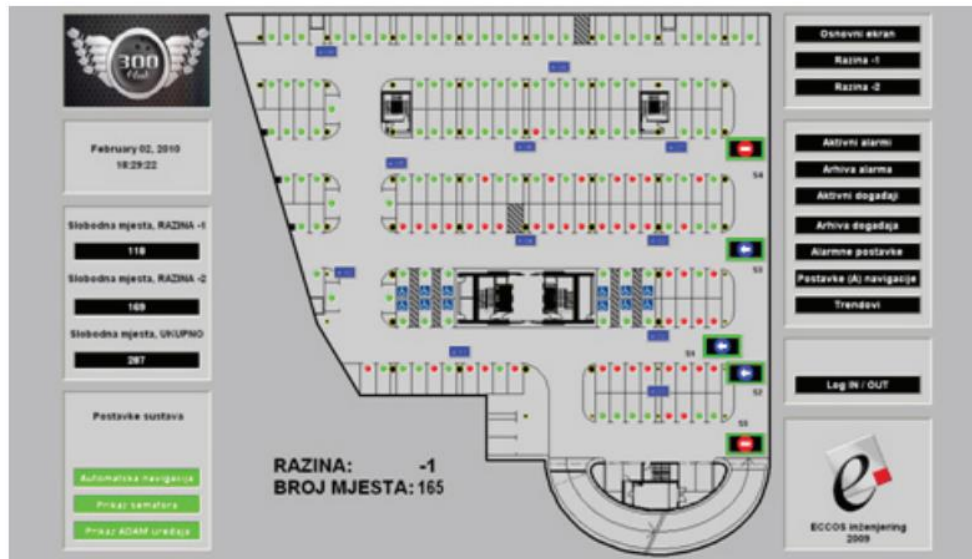 300
Club
February 02, 2010
18:29:22
Slobodna mjesta, RAZINA -1
118
Slobodna mjesta, RAZINA -2
169
Slobodna mjesta, UKUPNO
287
Postavke sustava
Automatska navigacija
Prikaz semafora
Prikaz ADAM uređaja
S4
S3
S1
S2
S5
RAZINA: -1
BROJ MJESTA: 165
Osnovni ekran
Razina -1
Razina -2
Aktivni alarmi
Arhiva alarma
Aktivni događaji
Arhiva događaja
Alarmne postavke
Postavke (A) navigacije
Trendovi
Log IN / OUT
ECCOS inženjering
2009